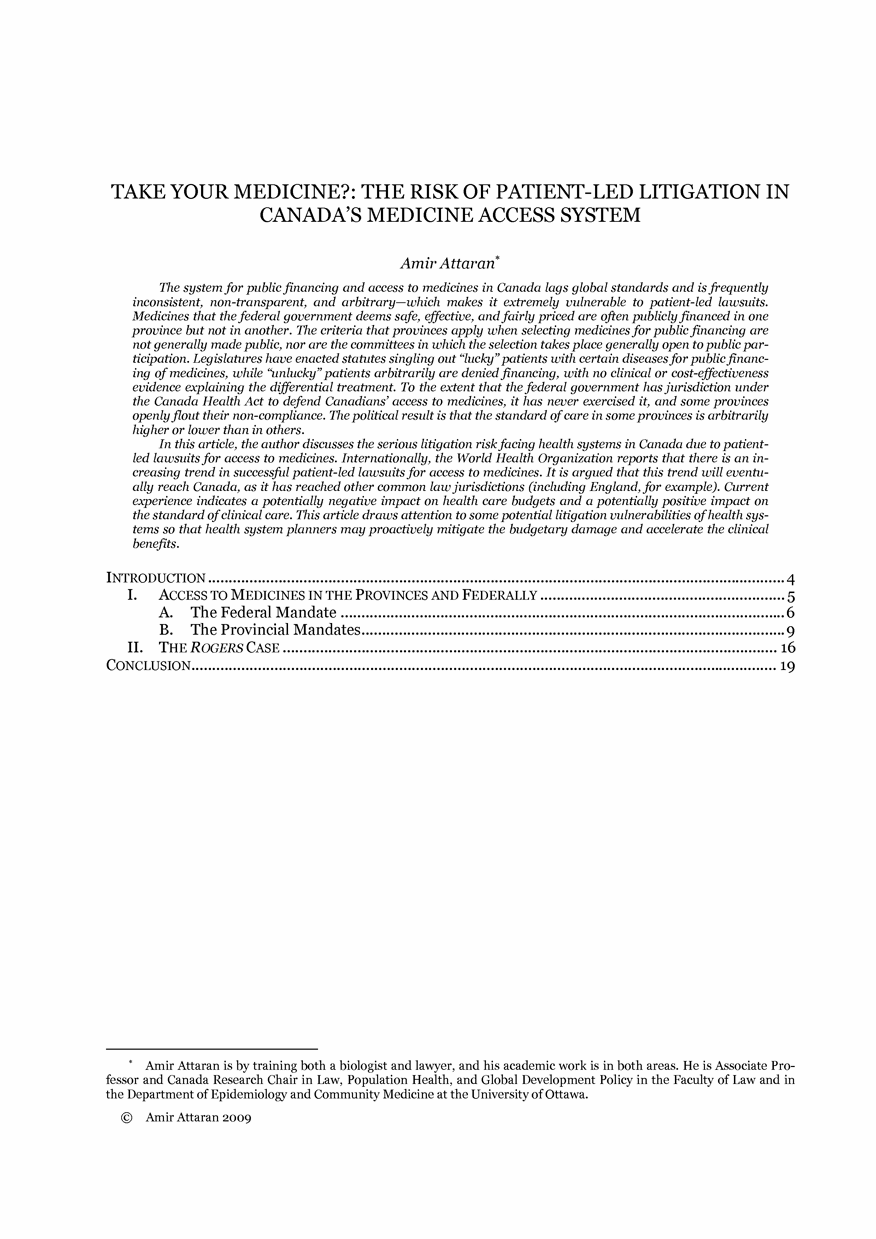 TAKE YOUR MEDICINE?: THE RISK OF PATIENT-LED LITIGATION IN
CANADA’S MEDICINE ACCESS SYSTEM
Amir Attaran*
The system for public financing and access to medicines in Canada lags global standards and is frequently
inconsistent, non-transparent, and arbitrary—which makes it extremely vulnerable to patient-led lawsuits.
Medicines that the federal government deems safe, effective, and fairly priced are often publicly financed in one
province but not in another. The criteria that provinces apply when selecting medicines for public financing are
not generally made public, nor are the committees in which the selection takes place generally open to public par-
ticipation. Legislatures have enacted statutes singling out “lucky” patients with certain diseases for public financ-
ing of medicines, while “unlucky” patients arbitrarily are denied financing, with no clinical or cost-effectiveness
evidence explaining the differential treatment. To the extent that the federal government has jurisdiction under
the Canada Health Act to defend Canadians’ access to medicines, it has never exercised it, and some provinces
openly flout their non-compliance. The political result is that the standard of care in some provinces is arbitrarily
higher or lower than in others.
In this article, the author discusses the serious litigation risk facing health systems in Canada due to patient-
led lawsuits for access to medicines. Internationally, the World Health Organization reports that there is an in-
creasing trend in successful patient-led lawsuits for access to medicines. It is argued that this trend will eventu-
ally reach Canada, as it has reached other common law jurisdictions (including England, for example). Current
experience indicates a potentially negative impact on health care budgets and a potentially positive impact on
the standard of clinical care. This article draws attention to some potential litigation vulnerabilities of health sys-
tems so that health system planners may proactively mitigate the budgetary damage and accelerate the clinical
benefits.
INTRODUCTION ........ 4
I. ACCESS TO MEDICINES IN THE PROVINCES AND FEDERALLY ........ 5
A. The Federal Mandate ........ 6
B. The Provincial Mandates ........ 9
II. THE ROGERS CASE ........ 16
CONCLUSION ........ 19
* Amir Attaran is by training both a biologist and lawyer, and his academic work is in both areas. He is Associate Pro-
fessor and Canada Research Chair in Law, Population Health, and Global Development Policy in the Faculty of Law and in
the Department of Epidemiology and Community Medicine at the University of Ottawa.
© Amir Attaran 2009